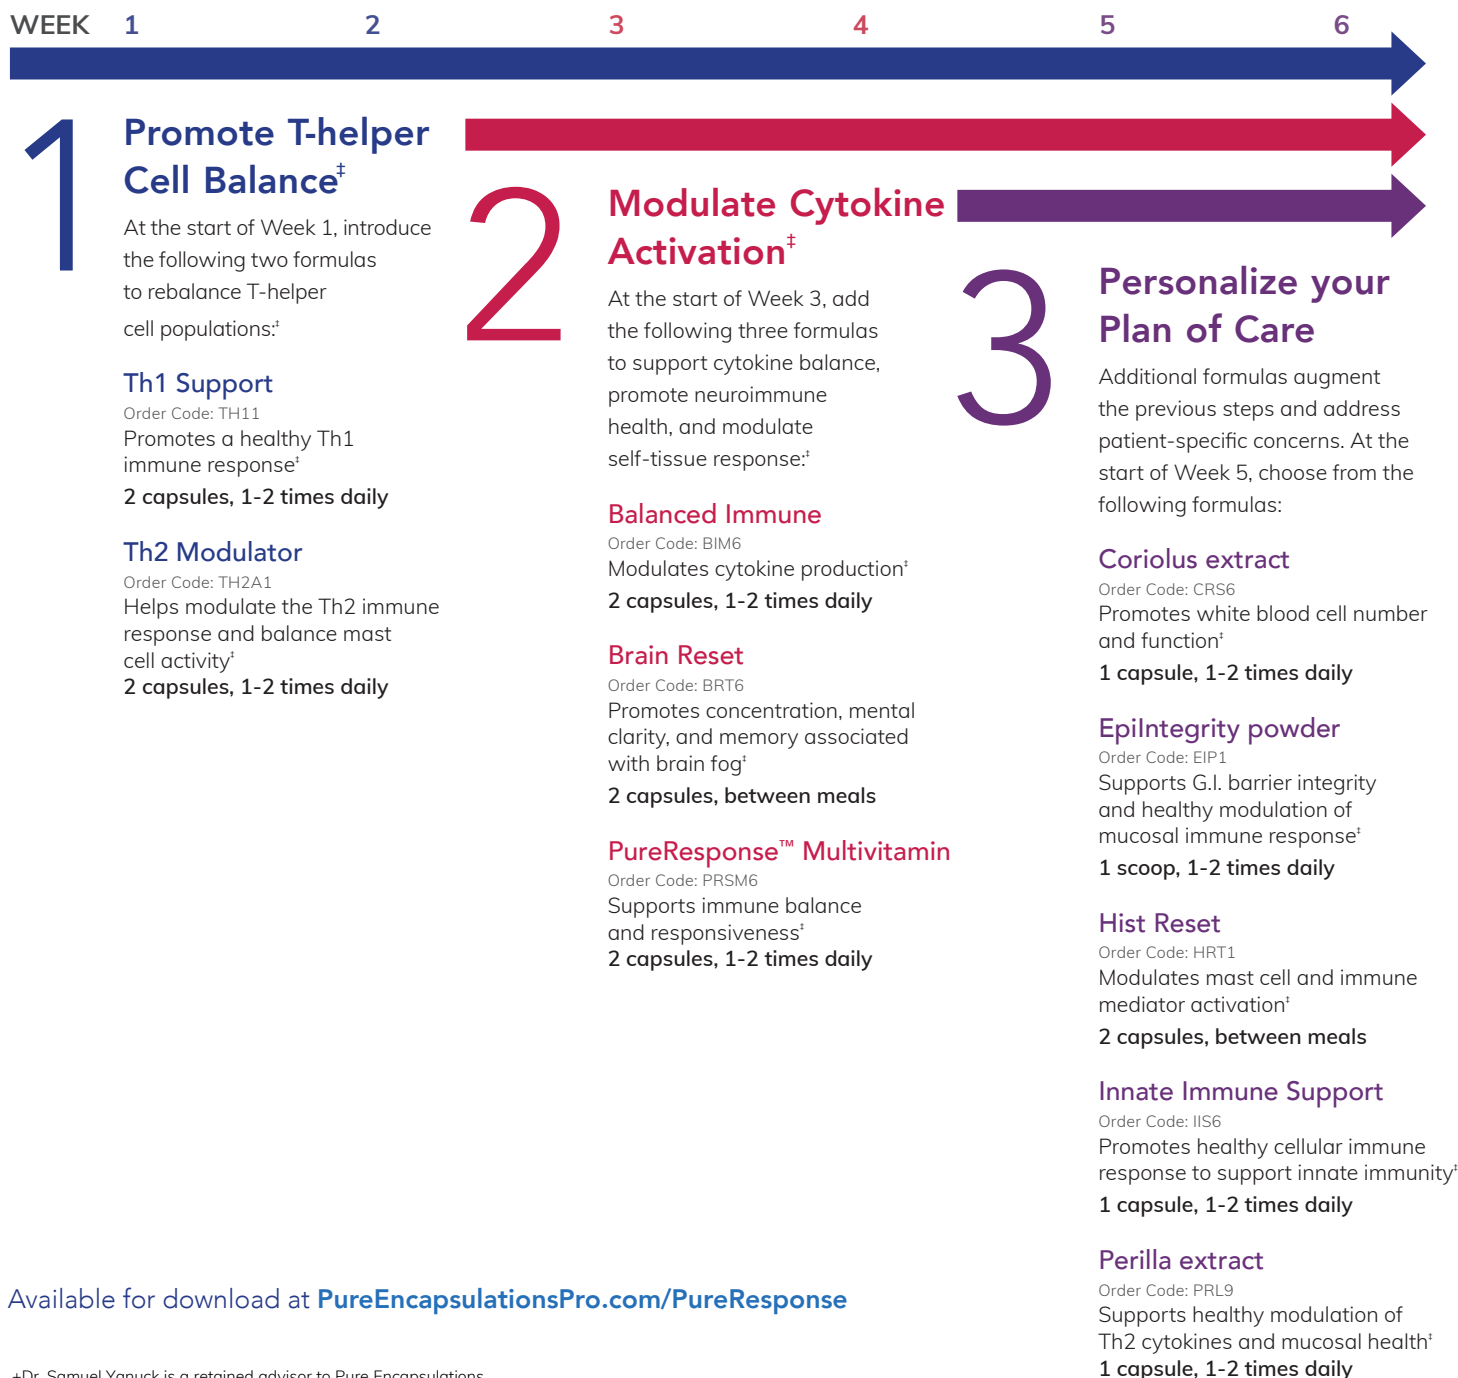 WEEK 1 2 3 4 5 6
1
Promote T-helper
Cell Balance‡
At the start of Week 1, introduce
the following two formulas
to rebalance T-helper
cell populations:‡
Th1 Support
Order Code: TH11
Promotes a healthy Th1
immune response‡
2 capsules, 1-2 times daily
Th2 Modulator
Order Code: TH2A1
Helps modulate the Th2 immune
response and balance mast
cell activity‡
2 capsules, 1-2 times daily
2
Modulate Cytokine
Activation‡
At the start of Week 3, add
the following three formulas
to support cytokine balance,
promote neuroimmune
health, and modulate
self-tissue response:‡
Balanced Immune
Order Code: BIM6
Modulates cytokine production‡
2 capsules, 1-2 times daily
Brain Reset
Order Code: BRT6
Promotes concentration, mental
clarity, and memory associated
with brain fog‡
2 capsules, between meals
PureResponse™ Multivitamin
Order Code: PRSM6
Supports immune balance
and responsiveness‡
2 capsules, 1-2 times daily
3
Personalize your
Plan of Care
Additional formulas augment
the previous steps and address
patient-specific concerns. At the
start of Week 5, choose from the
following formulas:
Coriolus extract
Order Code: CRS6
Promotes white blood cell number
and function‡
1 capsule, 1-2 times daily
EpiIntegrity powder
Order Code: EIP1
Supports G.I. barrier integrity
and healthy modulation of
mucosal immune response‡
1 scoop, 1-2 times daily
Hist Reset
Order Code: HRT1
Modulates mast cell and immune
mediator activation‡
2 capsules, between meals
Innate Immune Support
Order Code: IIS6
Promotes healthy cellular immune
response to support innate immunity‡
1 capsule, 1-2 times daily
Perilla extract
Order Code: PRL9
Supports healthy modulation of
Th2 cytokines and mucosal health‡
1 capsule, 1-2 times daily
Available for download at PureEncapsulationsPro.com/PureResponse
+Dr. Samuel Yanuck is a retained advisor to Pure Encapsulations